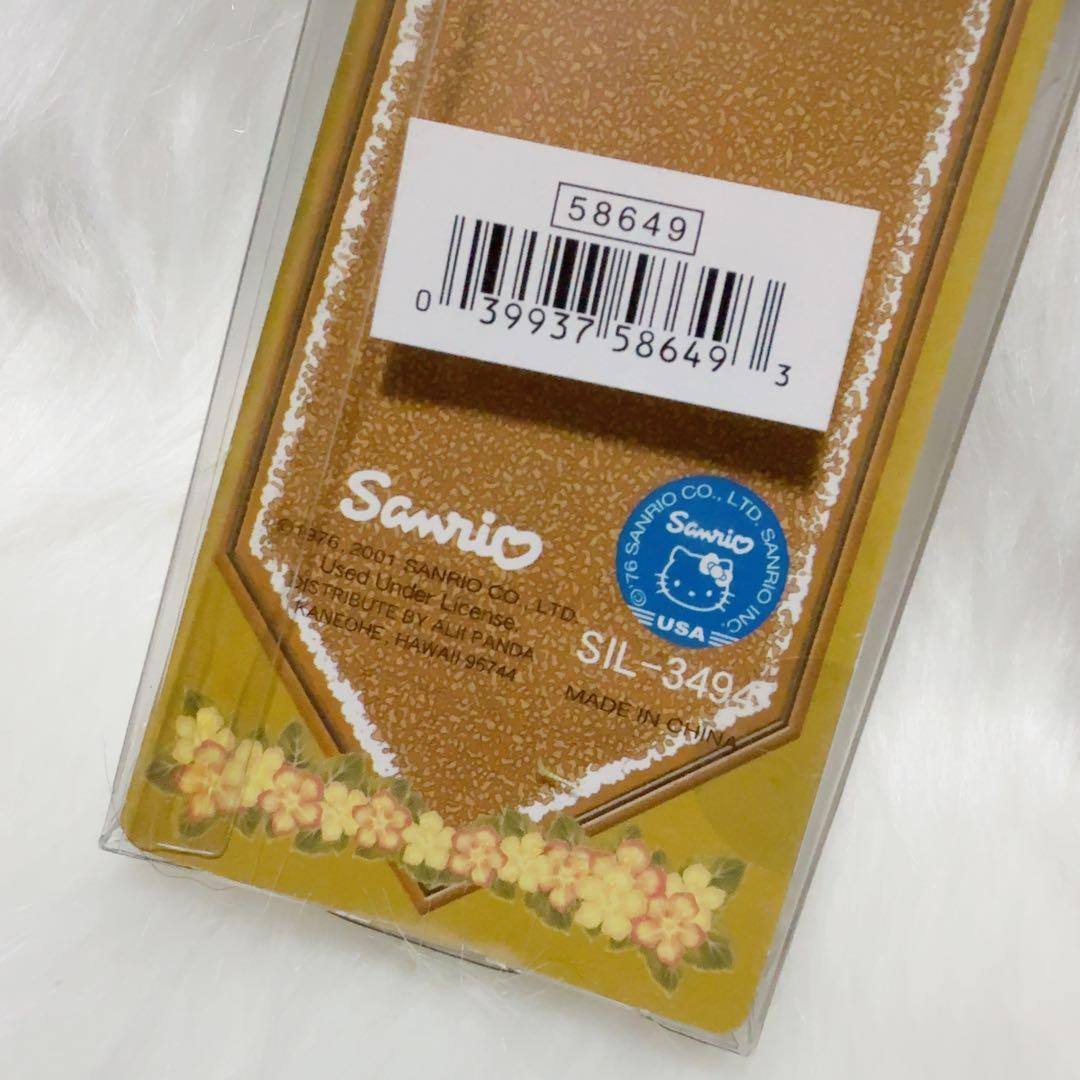 58649
0 39937 58649 3
Sanrio
©1976, 2001 SANRIO CO., LTD.
Used Under License.
DISTRIBUTE BY ALII PANDA
KANEOHE, HAWAII 96744
©'76 SANRIO CO., LTD. SANRIO INC.
Sanrio
USA
SIL-3494
MADE IN CHINA